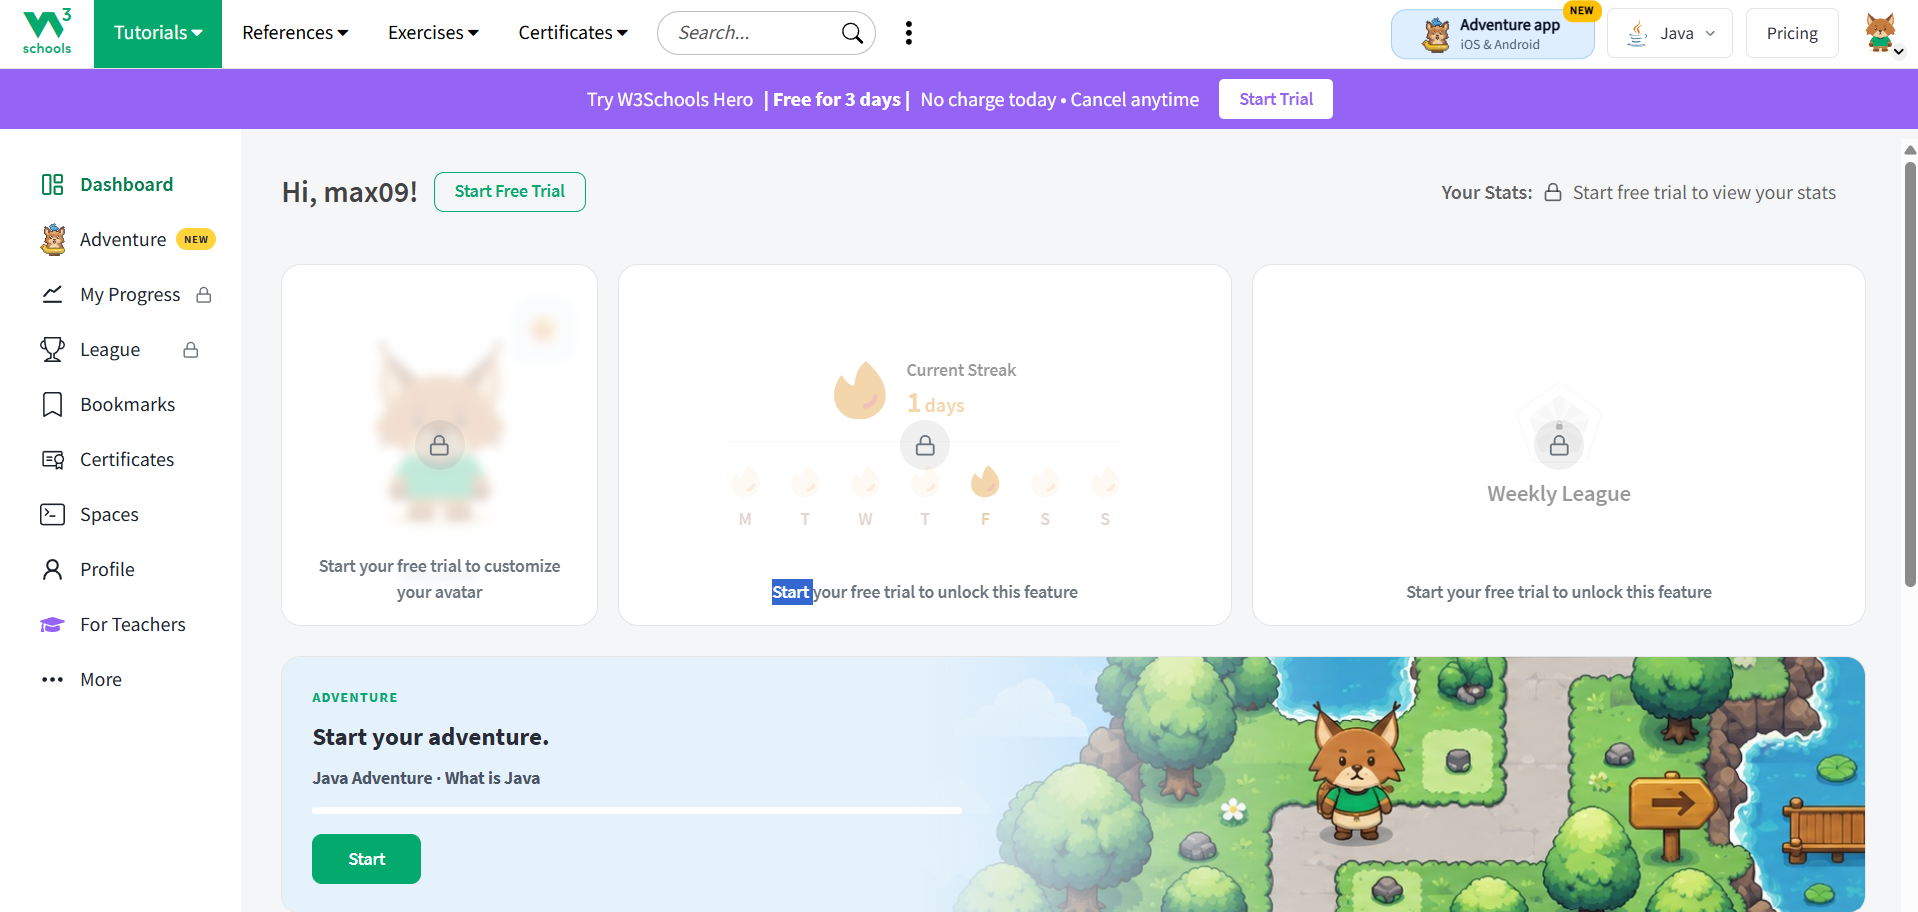 W3 schools
Tutorials References Exercises Certificates Search... Adventure app NEW Java Pricing
iOS & Android
Try W3Schools Hero | Free for 3 days | No charge today • Cancel anytime Start Trial
Dashboard
Adventure NEW
My Progress
League
Bookmarks
Certificates
Spaces
Profile
For Teachers
More
Hi, max09! Start Free Trial
Your Stats: Start free trial to view your stats
Start your free trial to customize
your avatar
Current Streak
1 days
M T W T F S S
Start your free trial to unlock this feature
Weekly League
Start your free trial to unlock this feature
ADVENTURE
Start your adventure.
Java Adventure · What is Java
Start